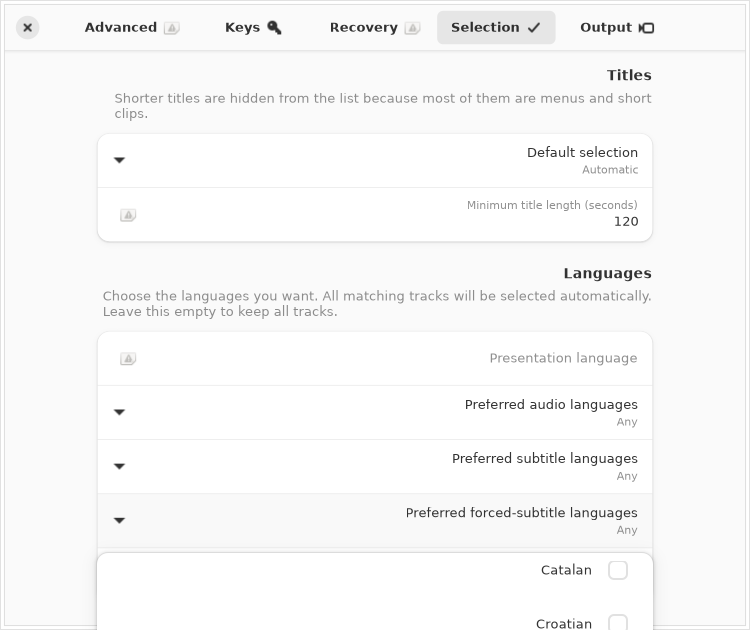 Advanced
Keys
Recovery
Selection
Output
Titles
Shorter titles are hidden from the list because most of them are menus and short
clips.
Default selection
Automatic
Minimum title length (seconds)
120
Languages
Choose the languages you want. All matching tracks will be selected automatically.
Leave this empty to keep all tracks.
Presentation language
Preferred audio languages
Any
Preferred subtitle languages
Any
Preferred forced-subtitle languages
Any
Catalan
Croatian